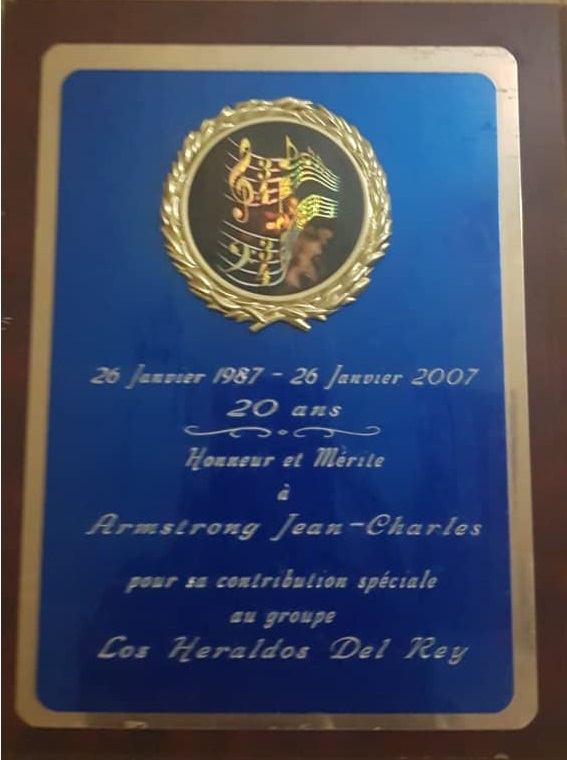 26 Janvier 1987 - 26 Janvier 2007
20 ans
Honneur et Mérite
à
Armstrong Jean-Charles
pour sa contribution spéciale
au groupe
Los Heraldos Del Rey